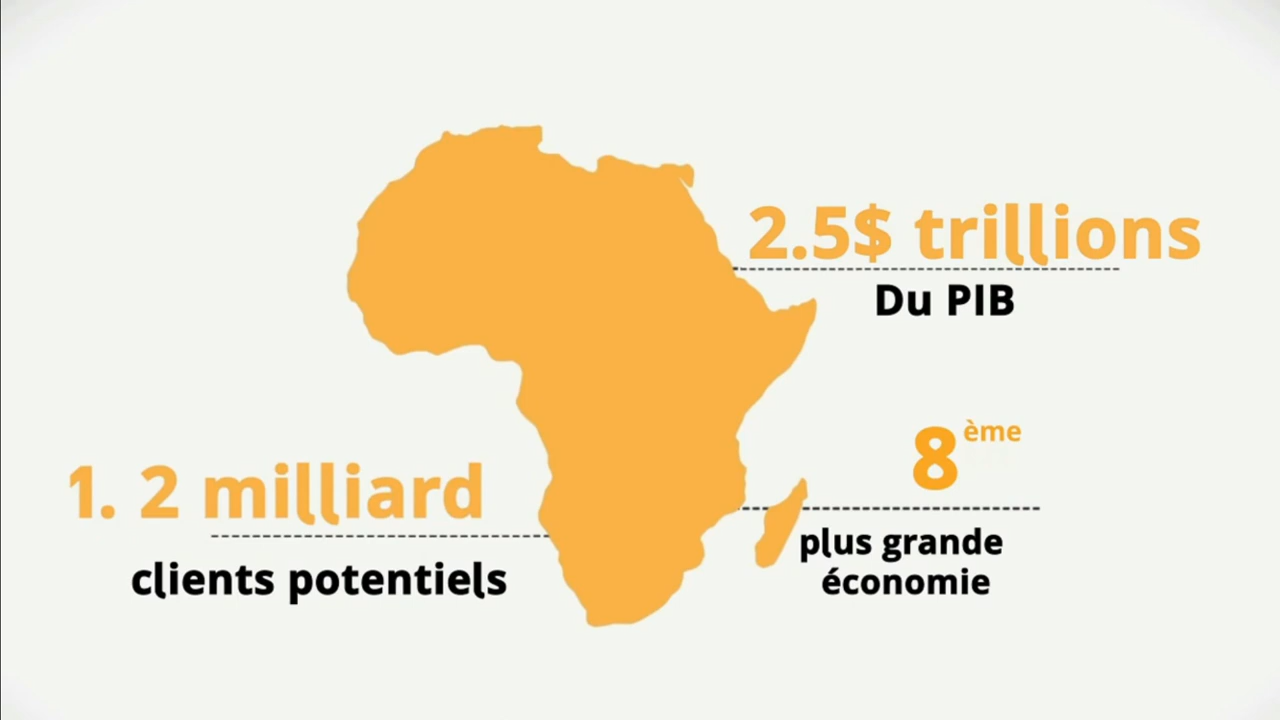 2.5$ trillions
Du PIB
8ème
plus grande
économie
1. 2 milliard
clients potentiels